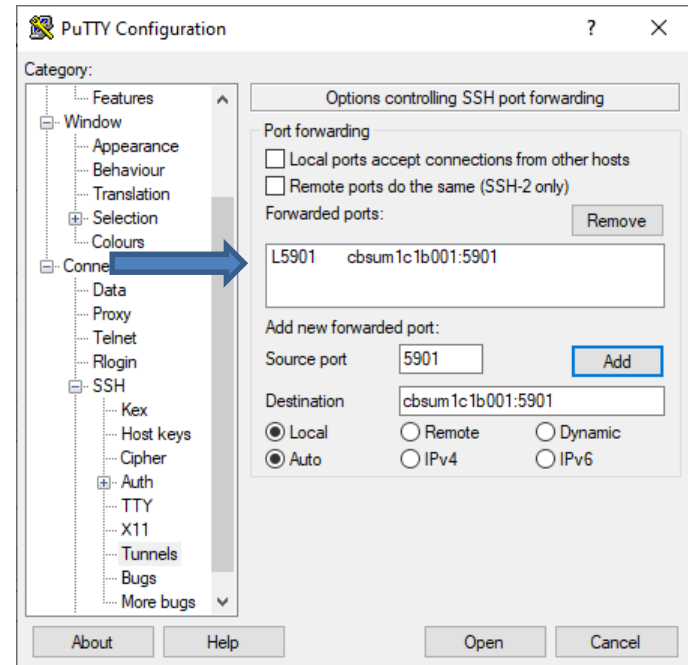 PuTTY Configuration
?
Category:
Features
Window
Appearance
Behaviour
Translation
Selection
Colours
Conne
Data
Proxy
Telnet
Rlogin
SSH
Kex
Host keys
Cipher
Auth
TTY
X11
Tunnels
Bugs
More bugs
Options controlling SSH port forwarding
Port forwarding
Local ports accept connections from other hosts
Remote ports do the same (SSH-2 only)
Forwarded ports:
Remove
L5901 cbsum1c1b001:5901
Add new forwarded port:
Source port 5901 Add
Destination cbsum1c1b001:5901
Local Remote Dynamic
Auto IPv4 IPv6
About Help Open Cancel